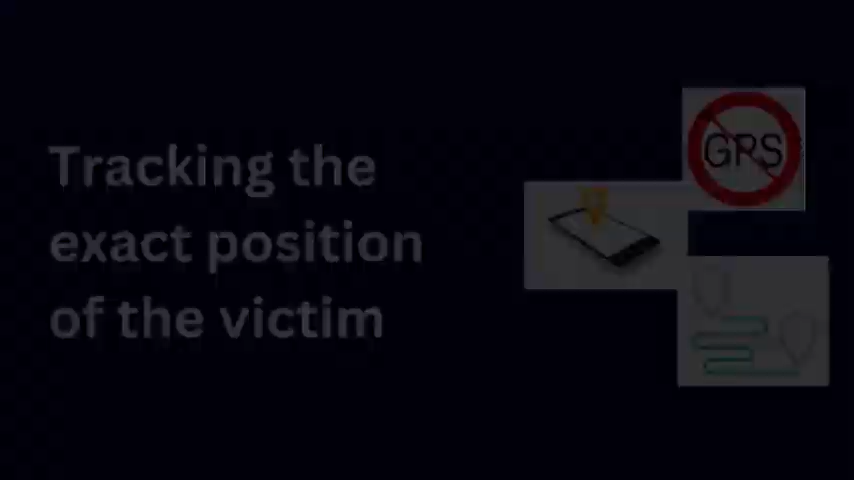 Tracking the
exact position
of the victim
GPS